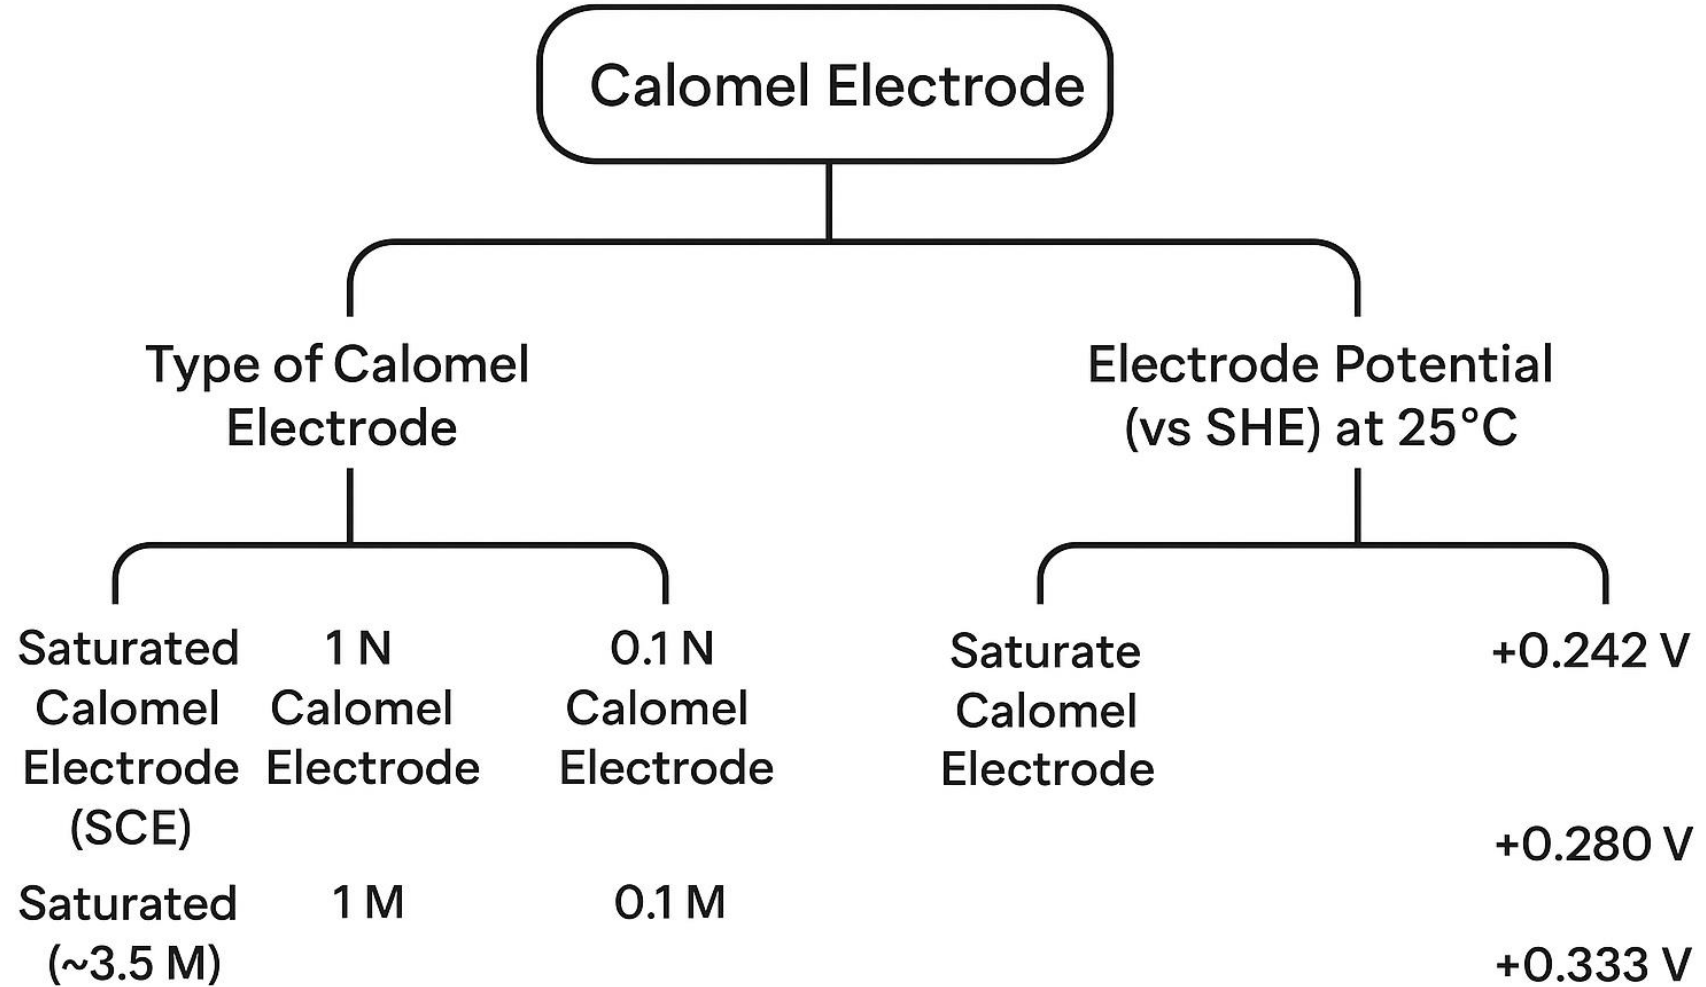 Calomel Electrode
Type of Calomel
Electrode
Electrode Potential
(vs SHE) at 25°C
Saturated
Calomel
Electrode
(SCE)
Saturated
(~3.5 M)
1 N
Calomel
Electrode
1 M
0.1 N
Calomel
Electrode
0.1 M
Saturate
Calomel
Electrode
+0.242 V
+0.280 V
+0.333 V